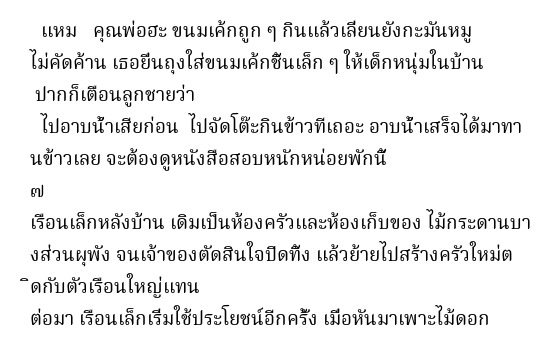 แหม คุณพ่อฮะ ขนมเค้กถูก ๆ กินแล้วเลียนยังกะมันหมู
ไม่คัดค้าน เธอยื่นถุงใส่ขนมเค้กชิ้นเล็ก ๆ ให้เด็กหนุ่มในบ้าน
ปากก็เตือนลูกชายว่า
ไปอาบน้ำเสียก่อน ไปจัดโต๊ะกินข้าวทีเถอะ อาบน้ำเสร็จได้มาทา
นข้าวเลย จะต้องดูหนังสือสอบหนักหน่อยพักนี้
๗
เรือนเล็กหลังบ้าน เดิมเป็นห้องครัวและห้องเก็บของ ไม้กระดานบา
งส่วนผุพัง จนเจ้าของตัดสินใจปิดทิ้ง แล้วย้ายไปสร้างครัวใหม่ต
ิดกับตัวเรือนใหญ่แทน
ต่อมา เรือนเล็กเริ่มใช้ประโยชน์อีกครั้ง เมื่อหันมาเพาะไม้ดอก